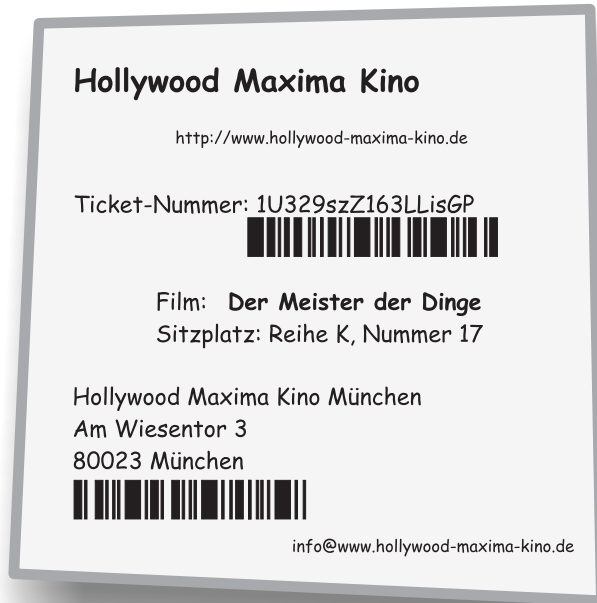 Hollywood Maxima Kino
http://www.hollywood-maxima-kino.de
Ticket-Nummer: 1U329szZ163LLisGP
Film: Der Meister der Dinge
Sitzplatz: Reihe K, Nummer 17
Hollywood Maxima Kino München
Am Wiesentor 3
80023 München
info@www.hollywood-maxima-kino.de